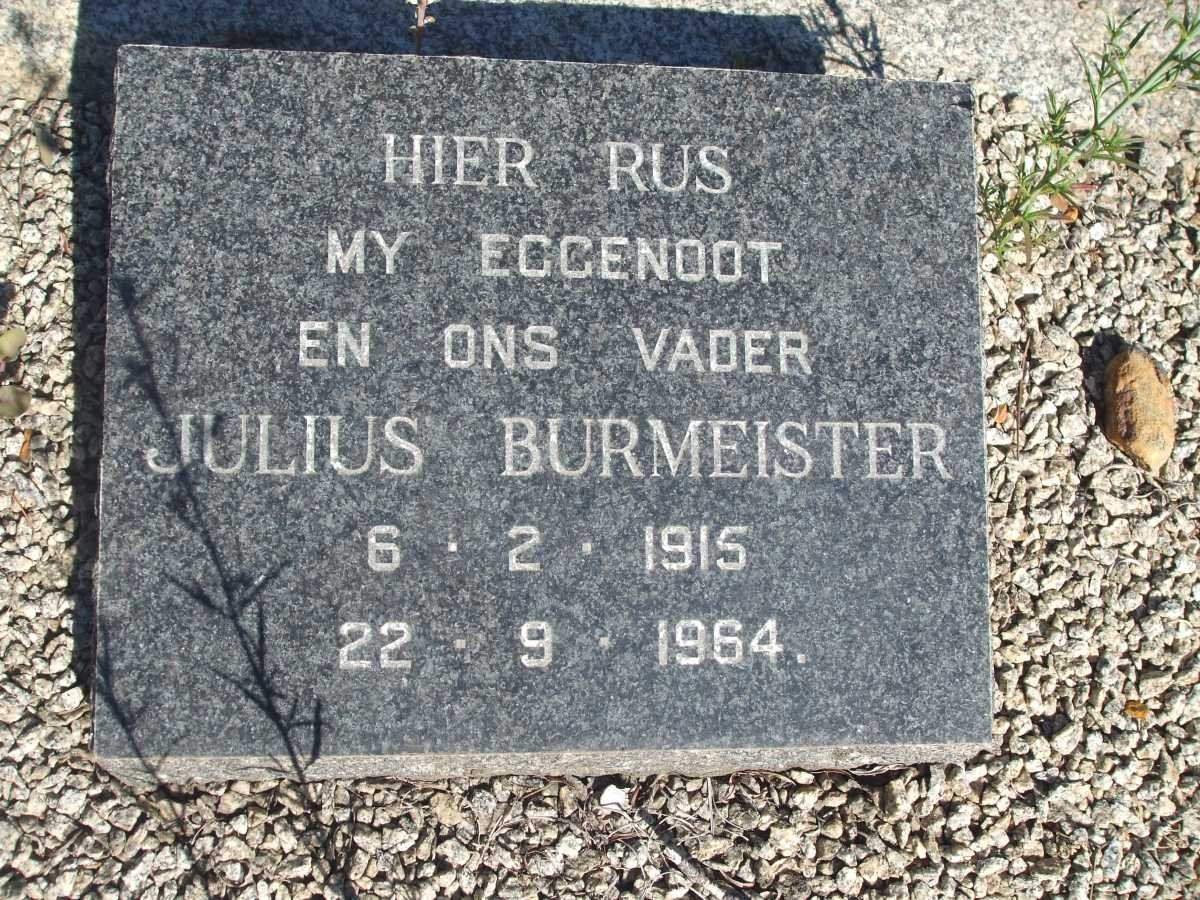 HIER RUS
MY EGGENOOT
EN ONS VADER
JULIUS BURMEISTER
6 · 2 · 1915
22 · 9 · 1964.